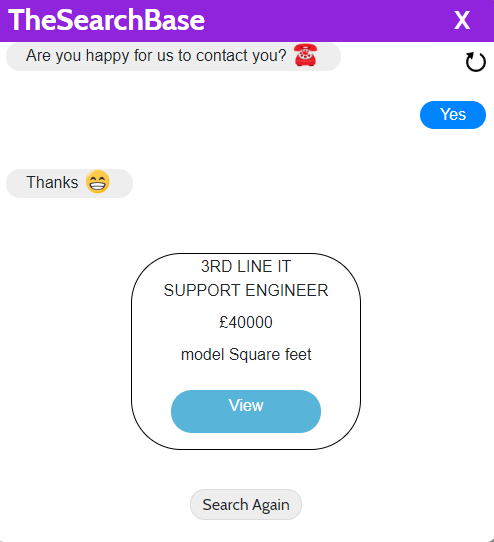 TheSearchBase X
Are you happy for us to contact you? ☎️
Yes
Thanks 😁
3RD LINE IT
SUPPORT ENGINEER
£40000
model Square feet
View
Search Again